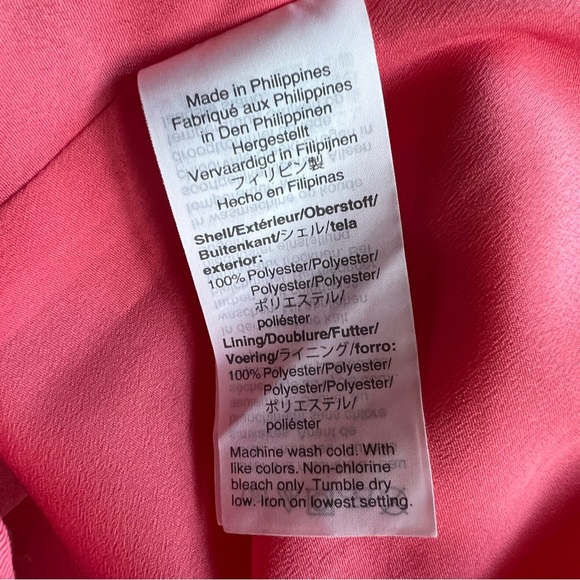 Made in Philippines
Fabriqué aux Philippines
in Den Philippinen
Hergestellt
Vervaardigd in Filipijnen
フィリピン製
Hecho en Filipinas
Shell/Extérieur/Oberstoff/
Buitenkant/シェル/tela
exterior:
100% Polyester/Polyester/
Polyester/Polyester/
ポリエステル/
poliéster
Lining/Doublure/Futter/
Voering/ライニング/forro:
100% Polyester/Polyester/
Polyester/Polyester/
ポリエステル/
poliéster
Machine wash cold. With
like colors. Non-chlorine
bleach only. Tumble dry
low. Iron on lowest setting.